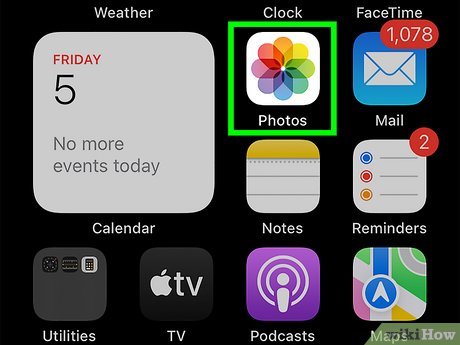 Weather
Clock
FaceTime
FRIDAY
5
No more
events today
Calendar
Photos
1,078
Mail
Notes
2
Reminders
Utilities
tv
TV
Podcasts
Maps
wikiHow